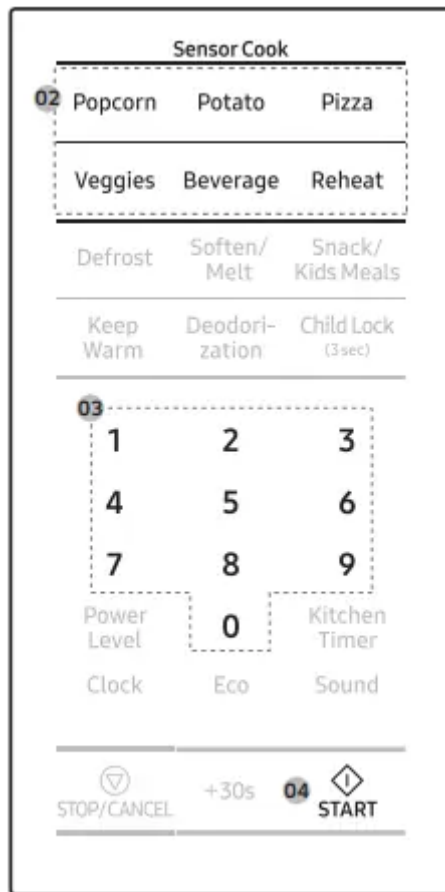 Sensor Cook
02 Popcorn Potato Pizza
Veggies Beverage Reheat
Defrost Soften/ Melt Snack/ Kids Meals
Keep Warm Deodori- zation Child Lock (3 sec)
03
1 2 3
4 5 6
7 8 9
Power Level 0 Kitchen Timer
Clock Eco Sound
STOP/CANCEL +30s 04 START